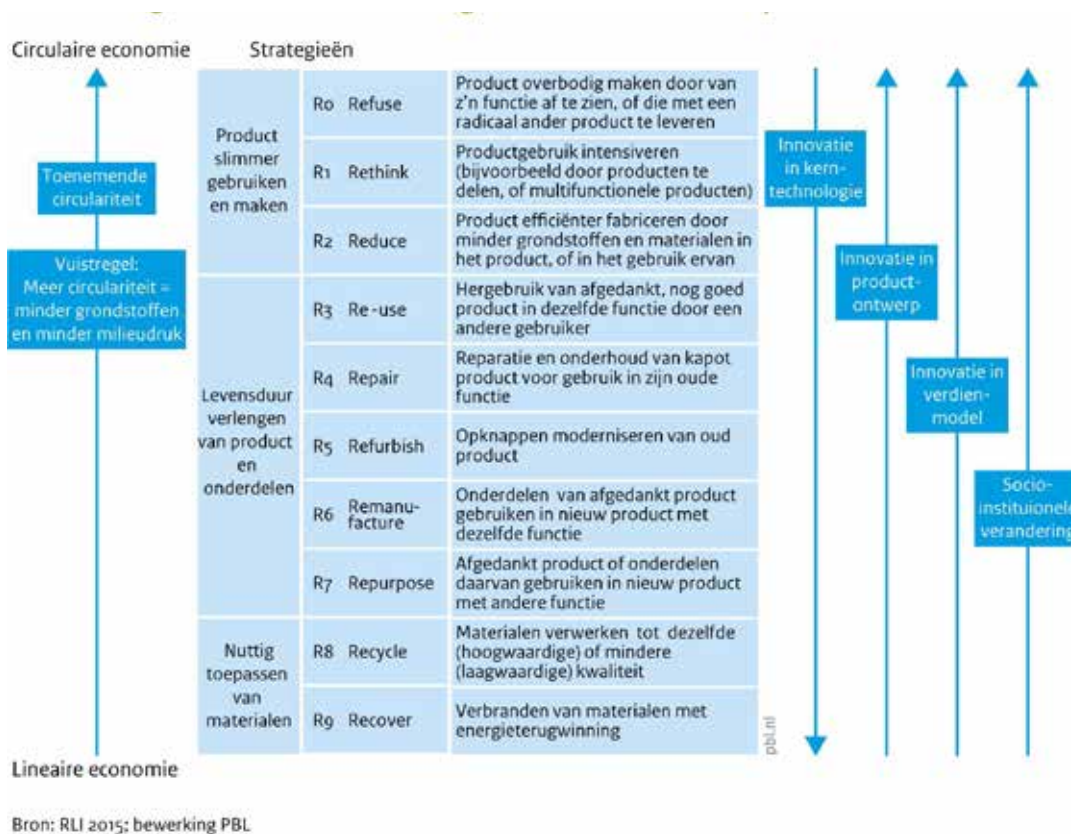 Circulaire economie
Strategieën
Toenemende
circulariteit
Vuistregel:
Meer circulariteit =
minder grondstoffen
en minder milieudruk
Lineaire economie
Product
slimmer
gebruiken
en maken
R0 Refuse
Product overbodig maken door van
z'n functie af te zien, of die met een
radicaal ander product te leveren
R1 Rethink
Productgebruik intensiveren
(bijvoorbeeld door producten te
delen, of multifunctionele producten)
R2 Reduce
Product efficiënter fabriceren door
minder grondstoffen en materialen in
het product, of in het gebruik ervan
Levensduur
verlengen
van product
en
onderdelen
R3 Re-use
Hergebruik van afgedankt, nog goed
product in dezelfde functie door een
andere gebruiker
R4 Repair
Reparatie en onderhoud van kapot
product voor gebruik in zijn oude
functie
R5 Refurbish
Opknappen moderniseren van oud
product
R6 Remanu-
facture
Onderdelen van afgedankt product
gebruiken in nieuw product met
dezelfde functie
R7 Repurpose
Afgedankt product of onderdelen
daarvan gebruiken in nieuw product
met andere functie
Nuttig
toepassen
van
materialen
R8 Recycle
Materialen verwerken tot dezelfde
(hoogwaardige) of mindere
(laagwaardige) kwaliteit
R9 Recover
Verbranden van materialen met
energieterugwinning
pbl.nl
Innovatie
in kern-
technologie
Innovatie in
product-
ontwerp
Innovatie in
verdien-
model
Socio-
instituionele
verandering
Bron: RLI 2015; bewerking PBL